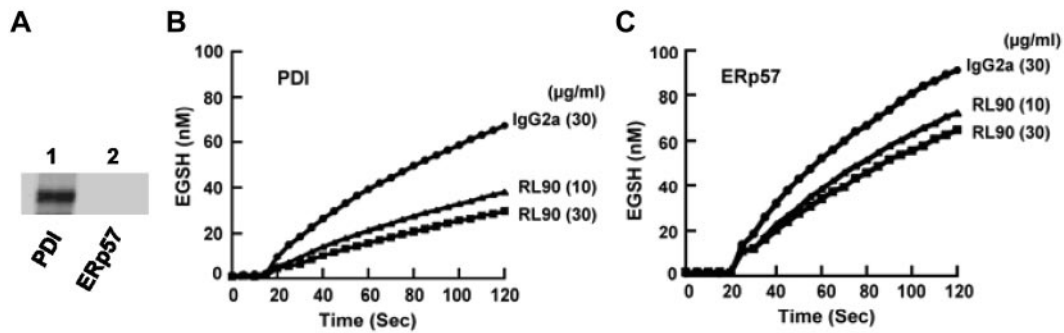 A
1 2
PDI
ERp57
B
100
80
60
40
20
0
EGSH (nM)
PDI
(µg/ml)
IgG2a (30)
RL90 (10)
RL90 (30)
0 20 40 60 80 100 120
Time (Sec)
C
100
80
60
40
20
0
EGSH (nM)
ERp57
(µg/ml)
IgG2a (30)
RL90 (10)
RL90 (30)
0 20 40 60 80 100 120
Time (Sec)